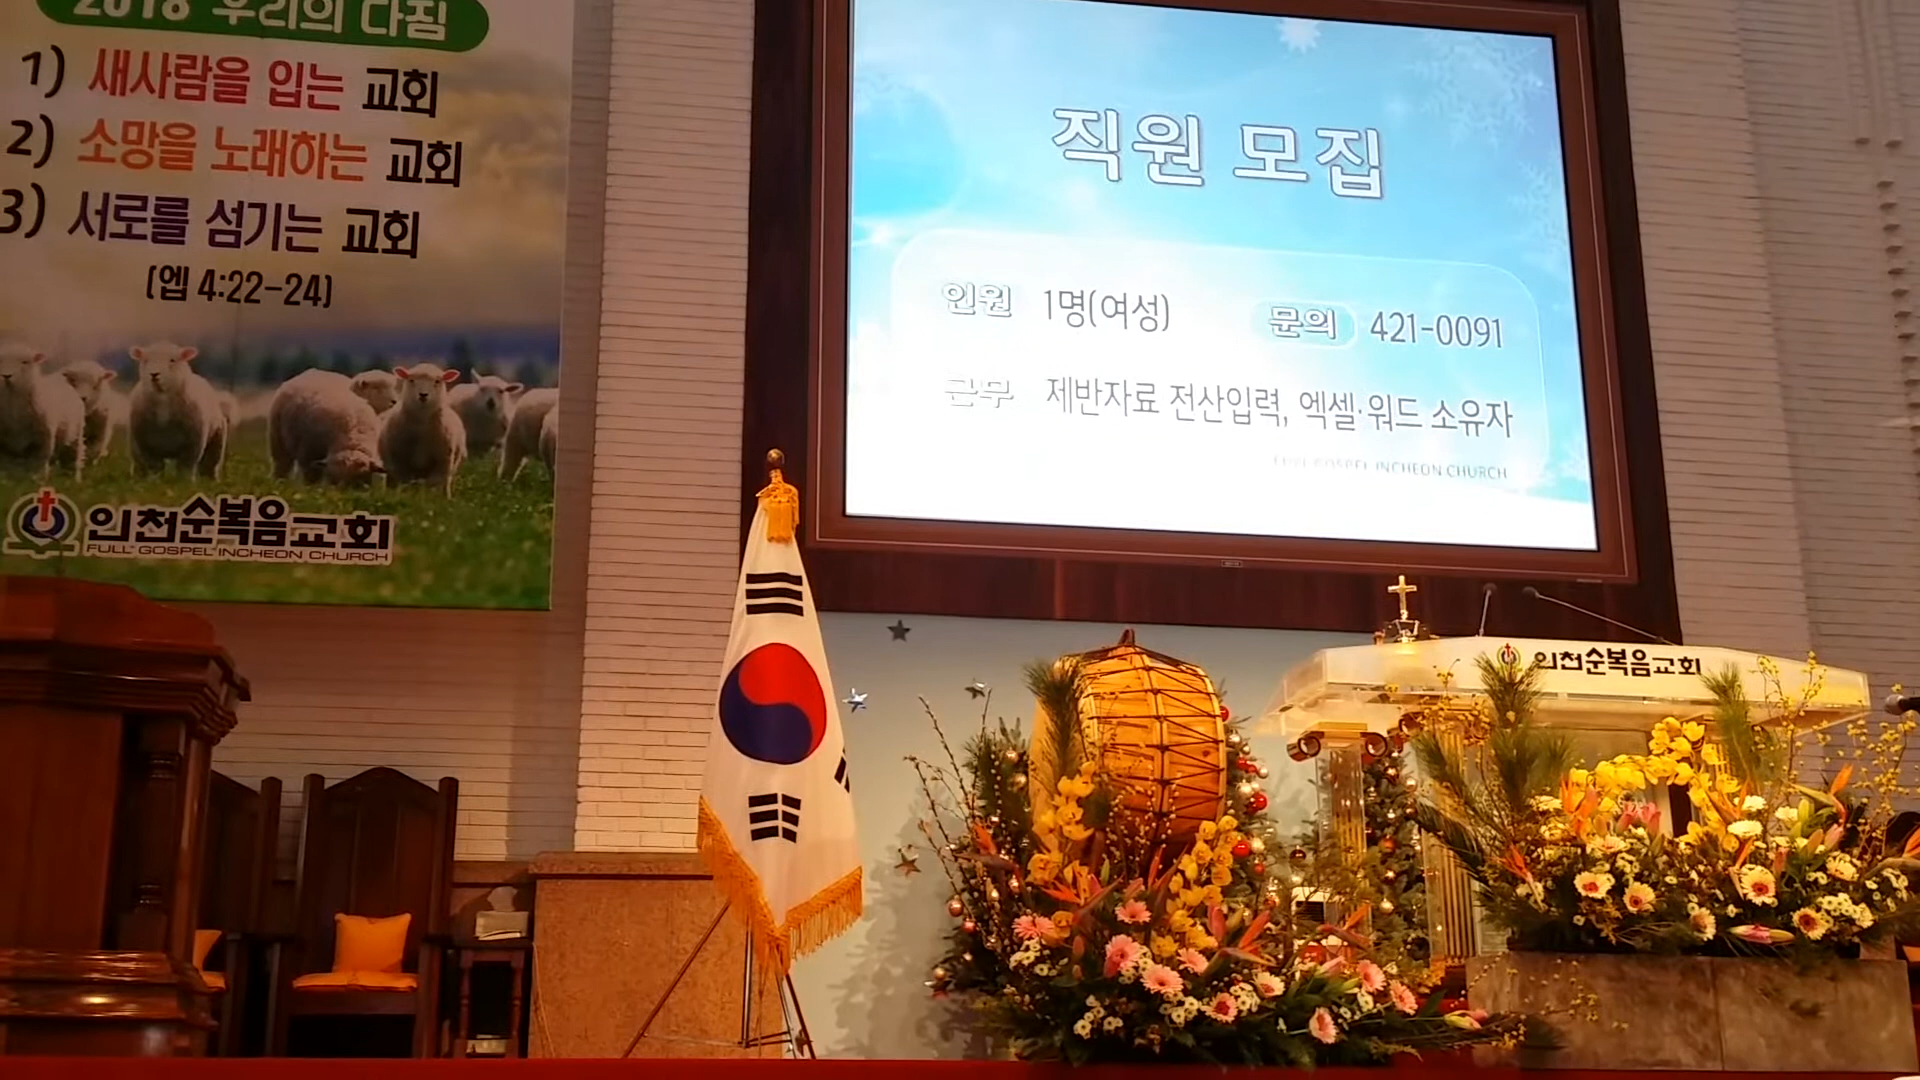 2018 우리의 다짐
1) 새사람을 입는 교회
2) 소망을 노래하는 교회
3) 서로를 섬기는 교회
(엡 4:22-24)
인천순복음교회
FULL GOSPEL INCHEON CHURCH
직원 모집
인원 1명(여성) 문의 421-0091
근무 제반자료 전산입력, 엑셀·워드 소유자
FULL GOSPEL INCHEON CHURCH
인천순복음교회